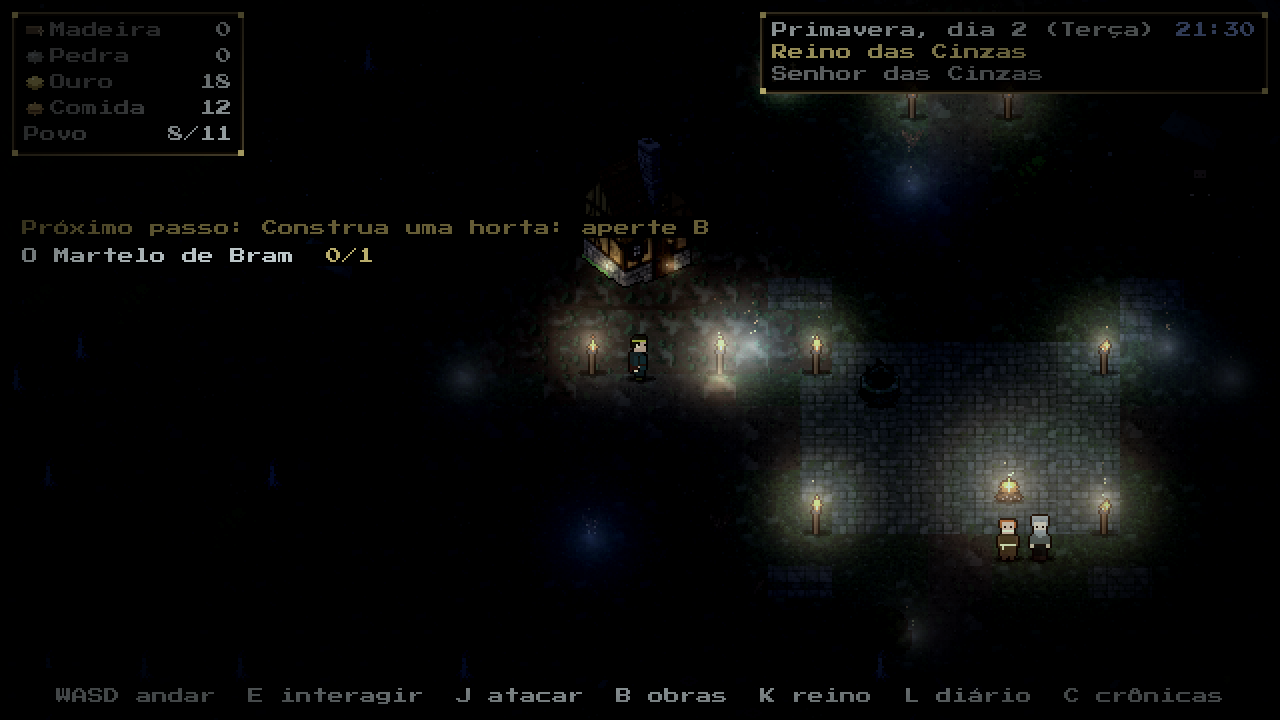 Madeira 0
Pedra 0
Ouro 18
Comida 12
Povo 8/11
Primavera, dia 2 (Terça) 21:30
Reino das Cinzas
Senhor das Cinzas
Próximo passo: Construa uma horta: aperte B
O Martelo de Bram 0/1
WASD andar E interagir J atacar B obras K reino L diário C crônicas